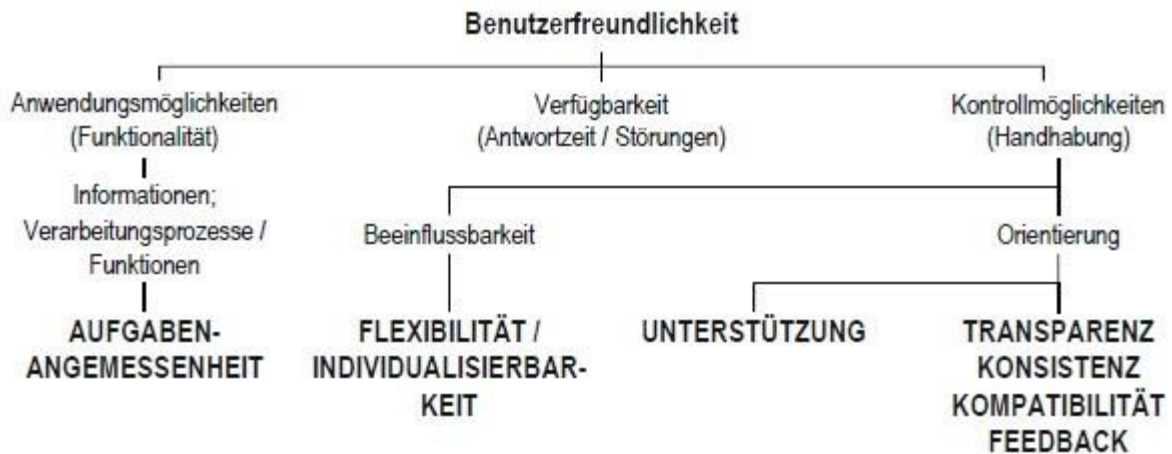 Benutzerfreundlichkeit
Anwendungsmöglichkeiten
(Funktionalität)
Verfügbarkeit
(Antwortzeit / Störungen)
Kontrollmöglichkeiten
(Handhabung)
Informationen;
Verarbeitungsprozesse /
Funktionen
Beeinflussbarkeit
Orientierung
AUFGABEN-
ANGEMESSENHEIT
FLEXIBILITÄT /
INDIVIDUALISIERBAR-
KEIT
UNTERSTÜTZUNG
TRANSPARENZ
KONSISTENZ
KOMPATIBILITÄT
FEEDBACK